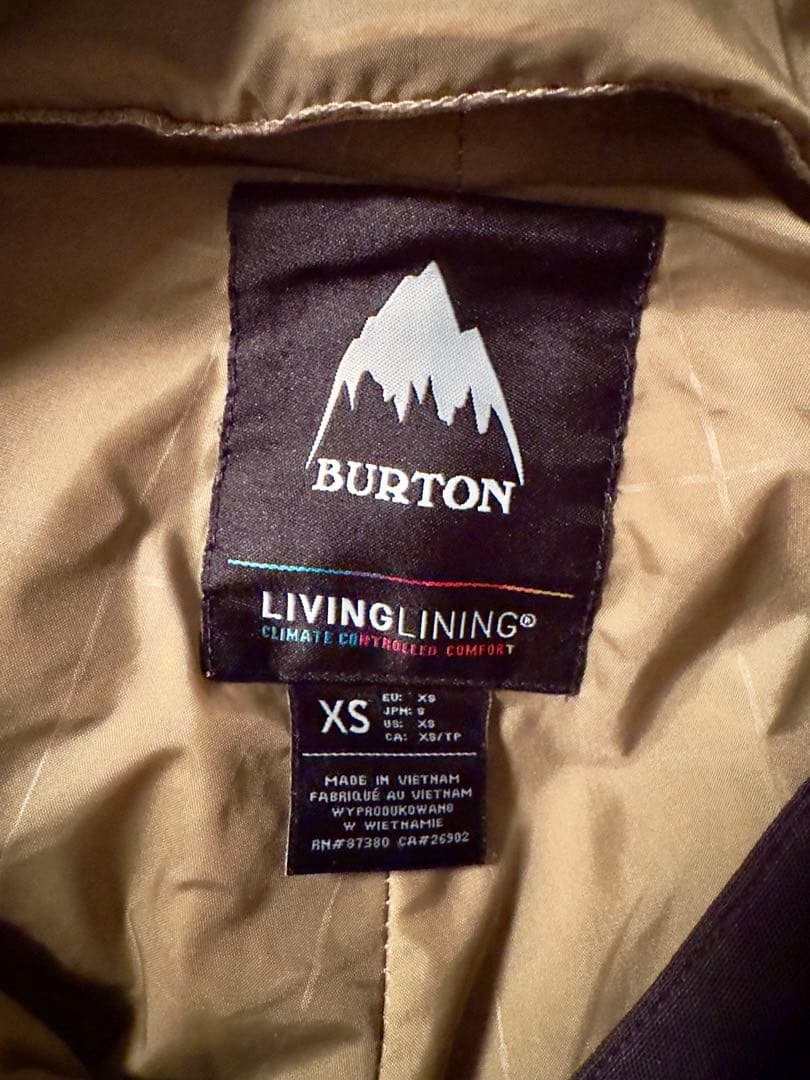 BURTON
LIVINGLINING®
CLIMATE CONTROLLED COMFORT
XS
EU: XS
JPN: S
US: XS
CA: XS/TP
MADE IN VIETNAM
FABRIQUÉ AU VIETNAM
WYPRODUKOWANO
W WIETNAMIE
RN#87380 CA#26902